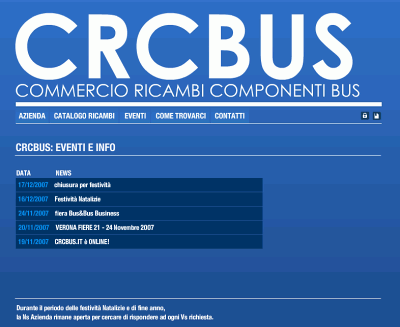 CRCBUS
COMMERCIO RICAMBI COMPONENTI BUS
AZIENDA CATALOGO RICAMBI EVENTI COME TROVARCI CONTATTI
CRCBUS: EVENTI E INFO
DATA NEWS
17/12/2007 chiusura per festività
16/12/2007 Festività Natalizie
24/11/2007 fiera Bus&Bus Business
20/11/2007 VERONA FIERE 21 - 24 Novembre 2007
19/11/2007 CRCBUS.IT è ONLINE!
Durante il periodo delle festività Natalizie e di fine anno,
la Ns Azienda rimane aperta per cercare di rispondere ad ogni Vs richiesta.